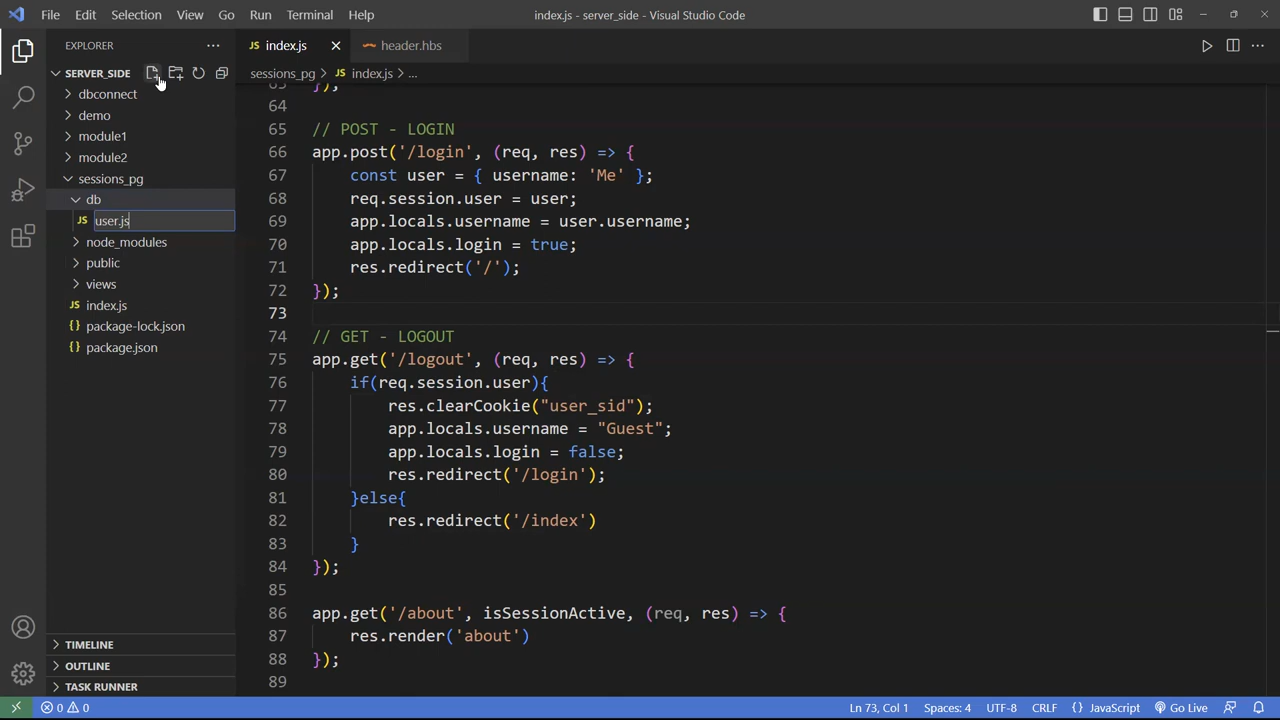 File Edit Selection View Go Run Terminal Help
index.js - server_side - Visual Studio Code
EXPLORER
SERVER_SIDE
dbconnect
demo
module1
module2
sessions_pg
db
JS user.js
node_modules
public
views
JS index.js
{} package-lock.json
{} package.json
TIMELINE
OUTLINE
TASK RUNNER
JS index.js
header.hbs
sessions_pg > JS index.js > ...
63 });
64
65 // POST - LOGIN
66 app.post('/login', (req, res) => {
67 const user = { username: 'Me' };
68 req.session.user = user;
69 app.locals.username = user.username;
70 app.locals.login = true;
71 res.redirect('/');
72 });
73
74 // GET - LOGOUT
75 app.get('/logout', (req, res) => {
76 if(req.session.user){
77 res.clearCookie("user_sid");
78 app.locals.username = "Guest";
79 app.locals.login = false;
80 res.redirect('/login');
81 }else{
82 res.redirect('/index')
83 }
84 });
85
86 app.get('/about', isSessionActive, (req, res) => {
87 res.render('about')
88 });
89
0 0
Ln 73, Col 1 Spaces: 4 UTF-8 CRLF {} JavaScript Go Live